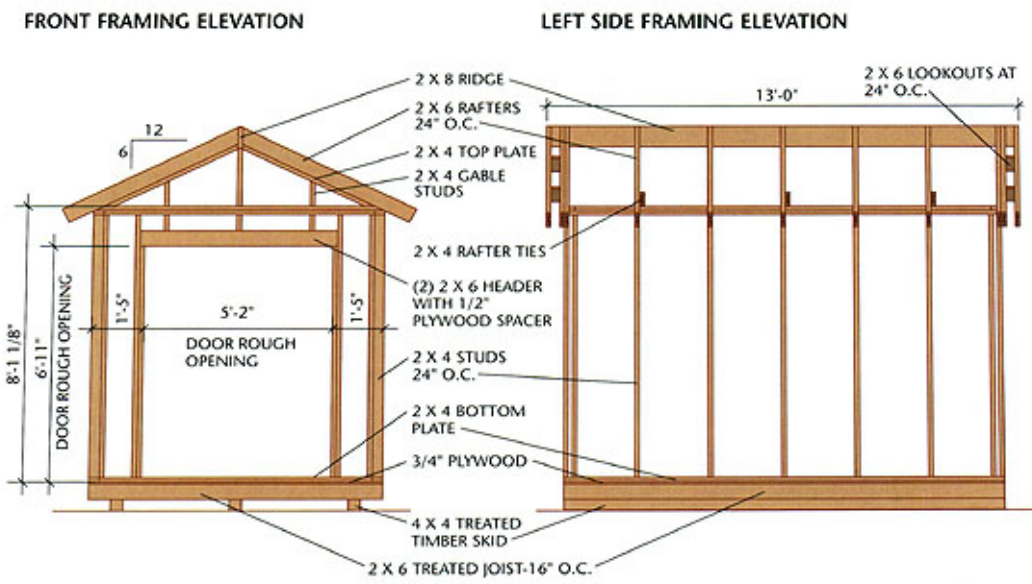 FRONT FRAMING ELEVATION
LEFT SIDE FRAMING ELEVATION
2 X 8 RIDGE
2 X 6 RAFTERS
24" O.C.
2 X 4 TOP PLATE
2 X 4 GABLE
STUDS
2 X 4 RAFTER TIES
(2) 2 X 6 HEADER
WITH 1/2"
PLYWOOD SPACER
2 X 4 STUDS
24" O.C.
2 X 4 BOTTOM
PLATE
3/4" PLYWOOD
4 X 4 TREATED
TIMBER SKID
2 X 6 TREATED JOIST-16" O.C.
12
6
8'-1 1/8"
6'-11"
DOOR ROUGH OPENING
1'-5"
5'-2"
1'-5"
DOOR ROUGH
OPENING
13'-0"
2 X 6 LOOKOUTS AT
24" O.C.